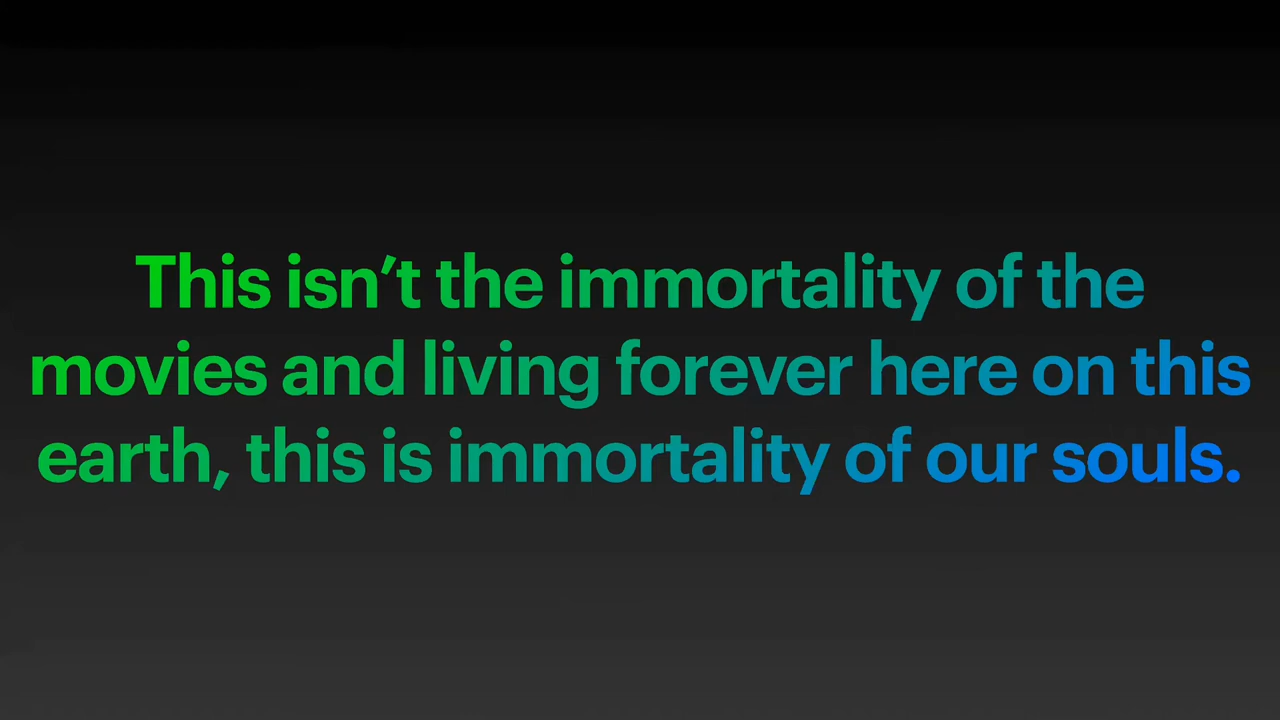 This isn’t the immortality of the
movies and living forever here on this
earth, this is immortality of our souls.